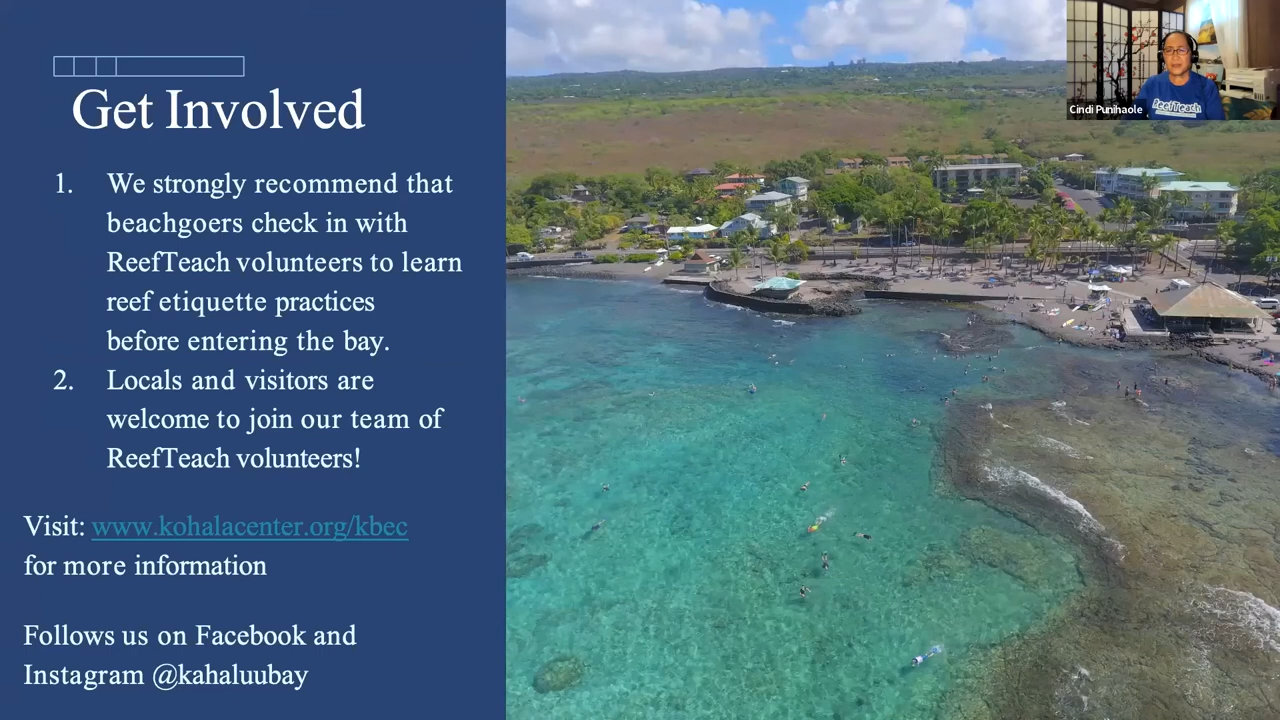 Get Involved
1. We strongly recommend that
beachgoers check in with
ReefTeach volunteers to learn
reef etiquette practices
before entering the bay.
2. Locals and visitors are
welcome to join our team of
ReefTeach volunteers!
Visit: www.kohalacenter.org/kbec
for more information
Follows us on Facebook and
Instagram @kahaluubay
Cindi Punihaole
ReefTeach